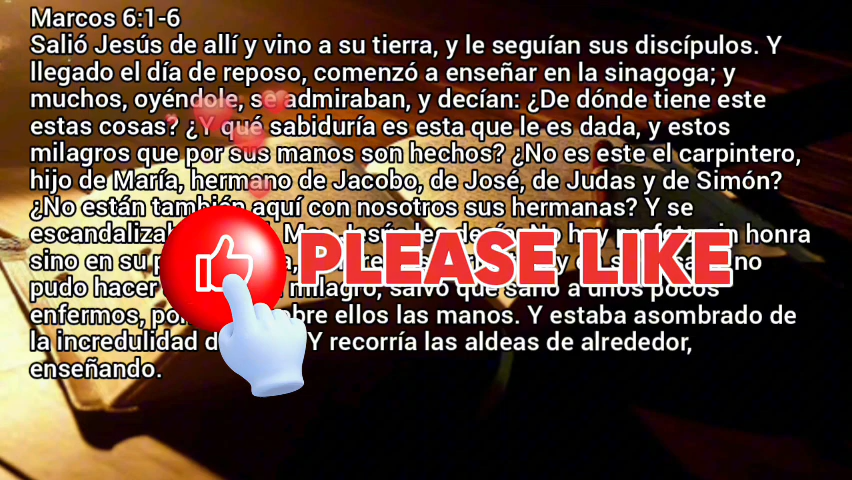 Marcos 6:1-6
Salió Jesús de allí y vino a su tierra, y le seguían sus discípulos. Y
llegado el día de reposo, comenzó a enseñar en la sinagoga; y
muchos, oyéndole, se admiraban, y decían: ¿De dónde tiene este
estas cosas? ¿Y qué sabiduría es esta que le es dada, y estos
milagros que por sus manos son hechos? ¿No es este el carpintero,
hijo de María, hermano de Jacobo, de José, de Judas y de Simón?
¿No están también aquí con nosotros sus hermanas? Y se
honra
sino en su no
pudo hacer milagro, salvo que sanó a unos pocos
enfermos, ellos las manos. Y estaba asombrado de
la incredulidad Y recorría las aldeas de alrededor,
enseñando.
PLEASE LIKE